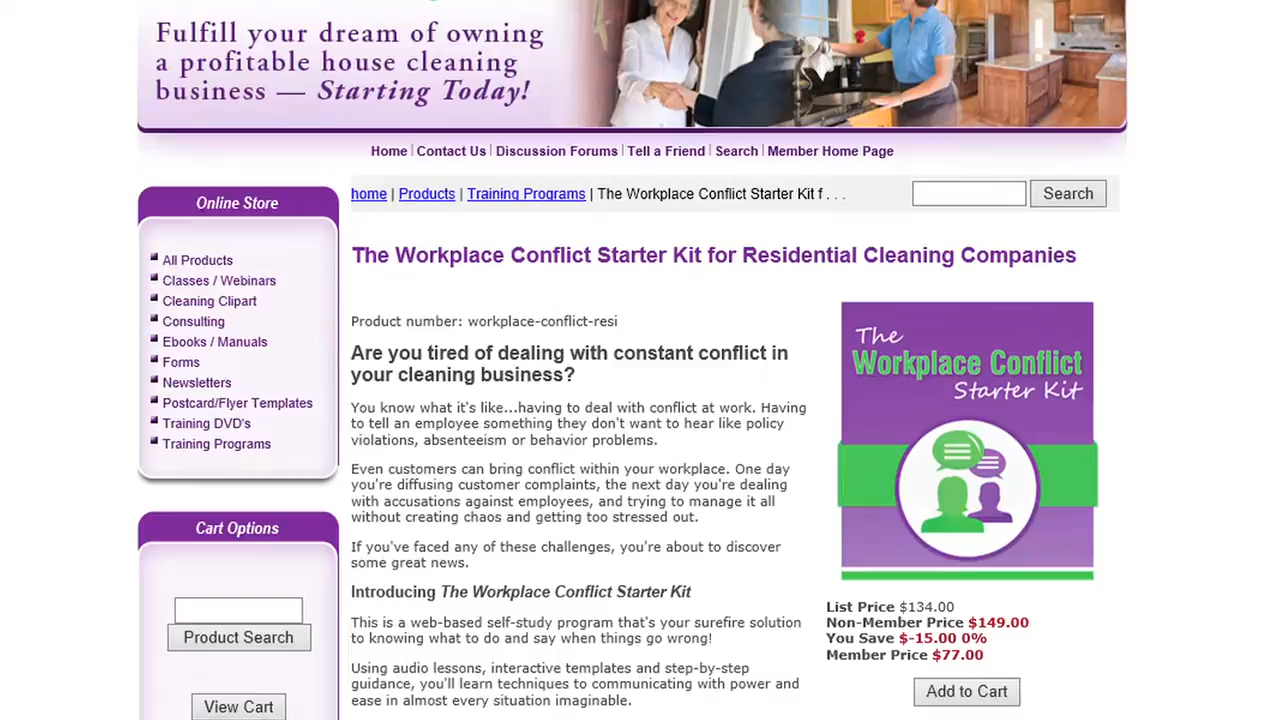 Fulfill your dream of owning
a profitable house cleaning
business — Starting Today!
Home | Contact Us | Discussion Forums | Tell a Friend | Search | Member Home Page
home | Products | Training Programs | The Workplace Conflict Starter Kit f . . .
Search
Online Store
All Products
Classes / Webinars
Cleaning Clipart
Consulting
Ebooks / Manuals
Forms
Newsletters
Postcard/Flyer Templates
Training DVD's
Training Programs
Cart Options
Product Search
View Cart
The Workplace Conflict Starter Kit for Residential Cleaning Companies
Product number: workplace-conflict-resi
Are you tired of dealing with constant conflict in
your cleaning business?
You know what it's like...having to deal with conflict at work. Having
to tell an employee something they don't want to hear like policy
violations, absenteeism or behavior problems.
Even customers can bring conflict within your workplace. One day
you're diffusing customer complaints, the next day you're dealing
with accusations against employees, and trying to manage it all
without creating chaos and getting too stressed out.
If you've faced any of these challenges, you're about to discover
some great news.
Introducing The Workplace Conflict Starter Kit
This is a web-based self-study program that's your surefire solution
to knowing what to do and say when things go wrong!
Using audio lessons, interactive templates and step-by-step
guidance, you'll learn techniques to communicating with power and
ease in almost every situation imaginable.
The
Workplace Conflict
Starter Kit
List Price $134.00
Non-Member Price $149.00
You Save $-15.00 0%
Member Price $77.00
Add to Cart